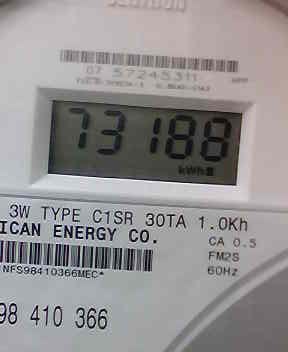 07 57245311
73188
kWh
3W TYPE C1SR 30TA 1.0Kh
ICAN ENERGY CO.
CA 0.5
FM2S
NFS98410366MEC*
60Hz
98 410 366